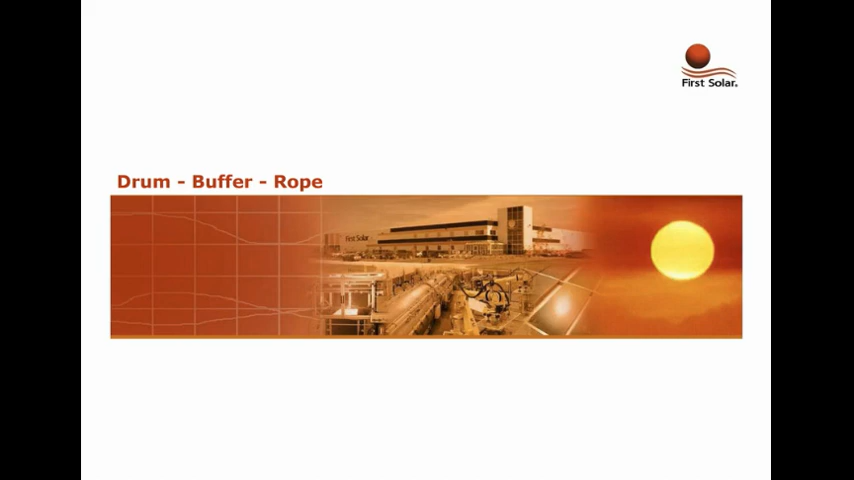 First Solar.
Drum - Buffer - Rope
First Solar